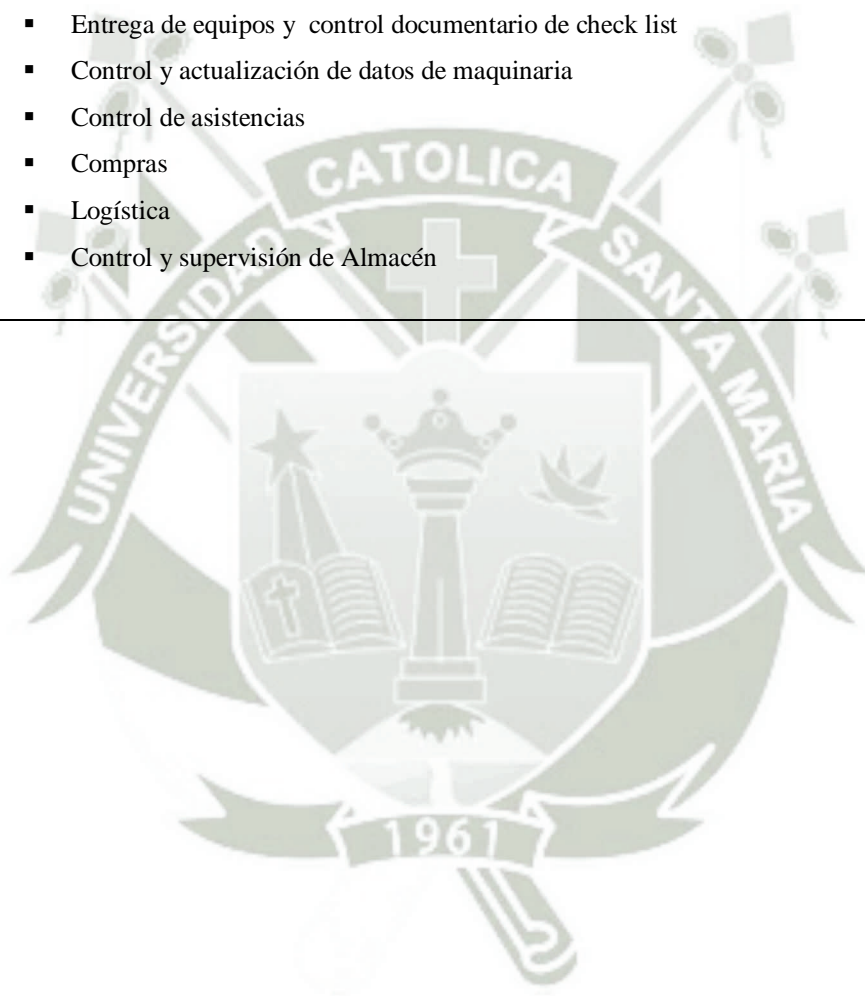 ▪ Entrega de equipos y  control documentario de check list
▪ Control y actualización de datos de maquinaria
▪ Control de asistencias
▪ Compras
▪ Logística
▪ Control y supervisión de Almacén
UNIVERSIDAD CATOLICA SANTA MARIA
1961